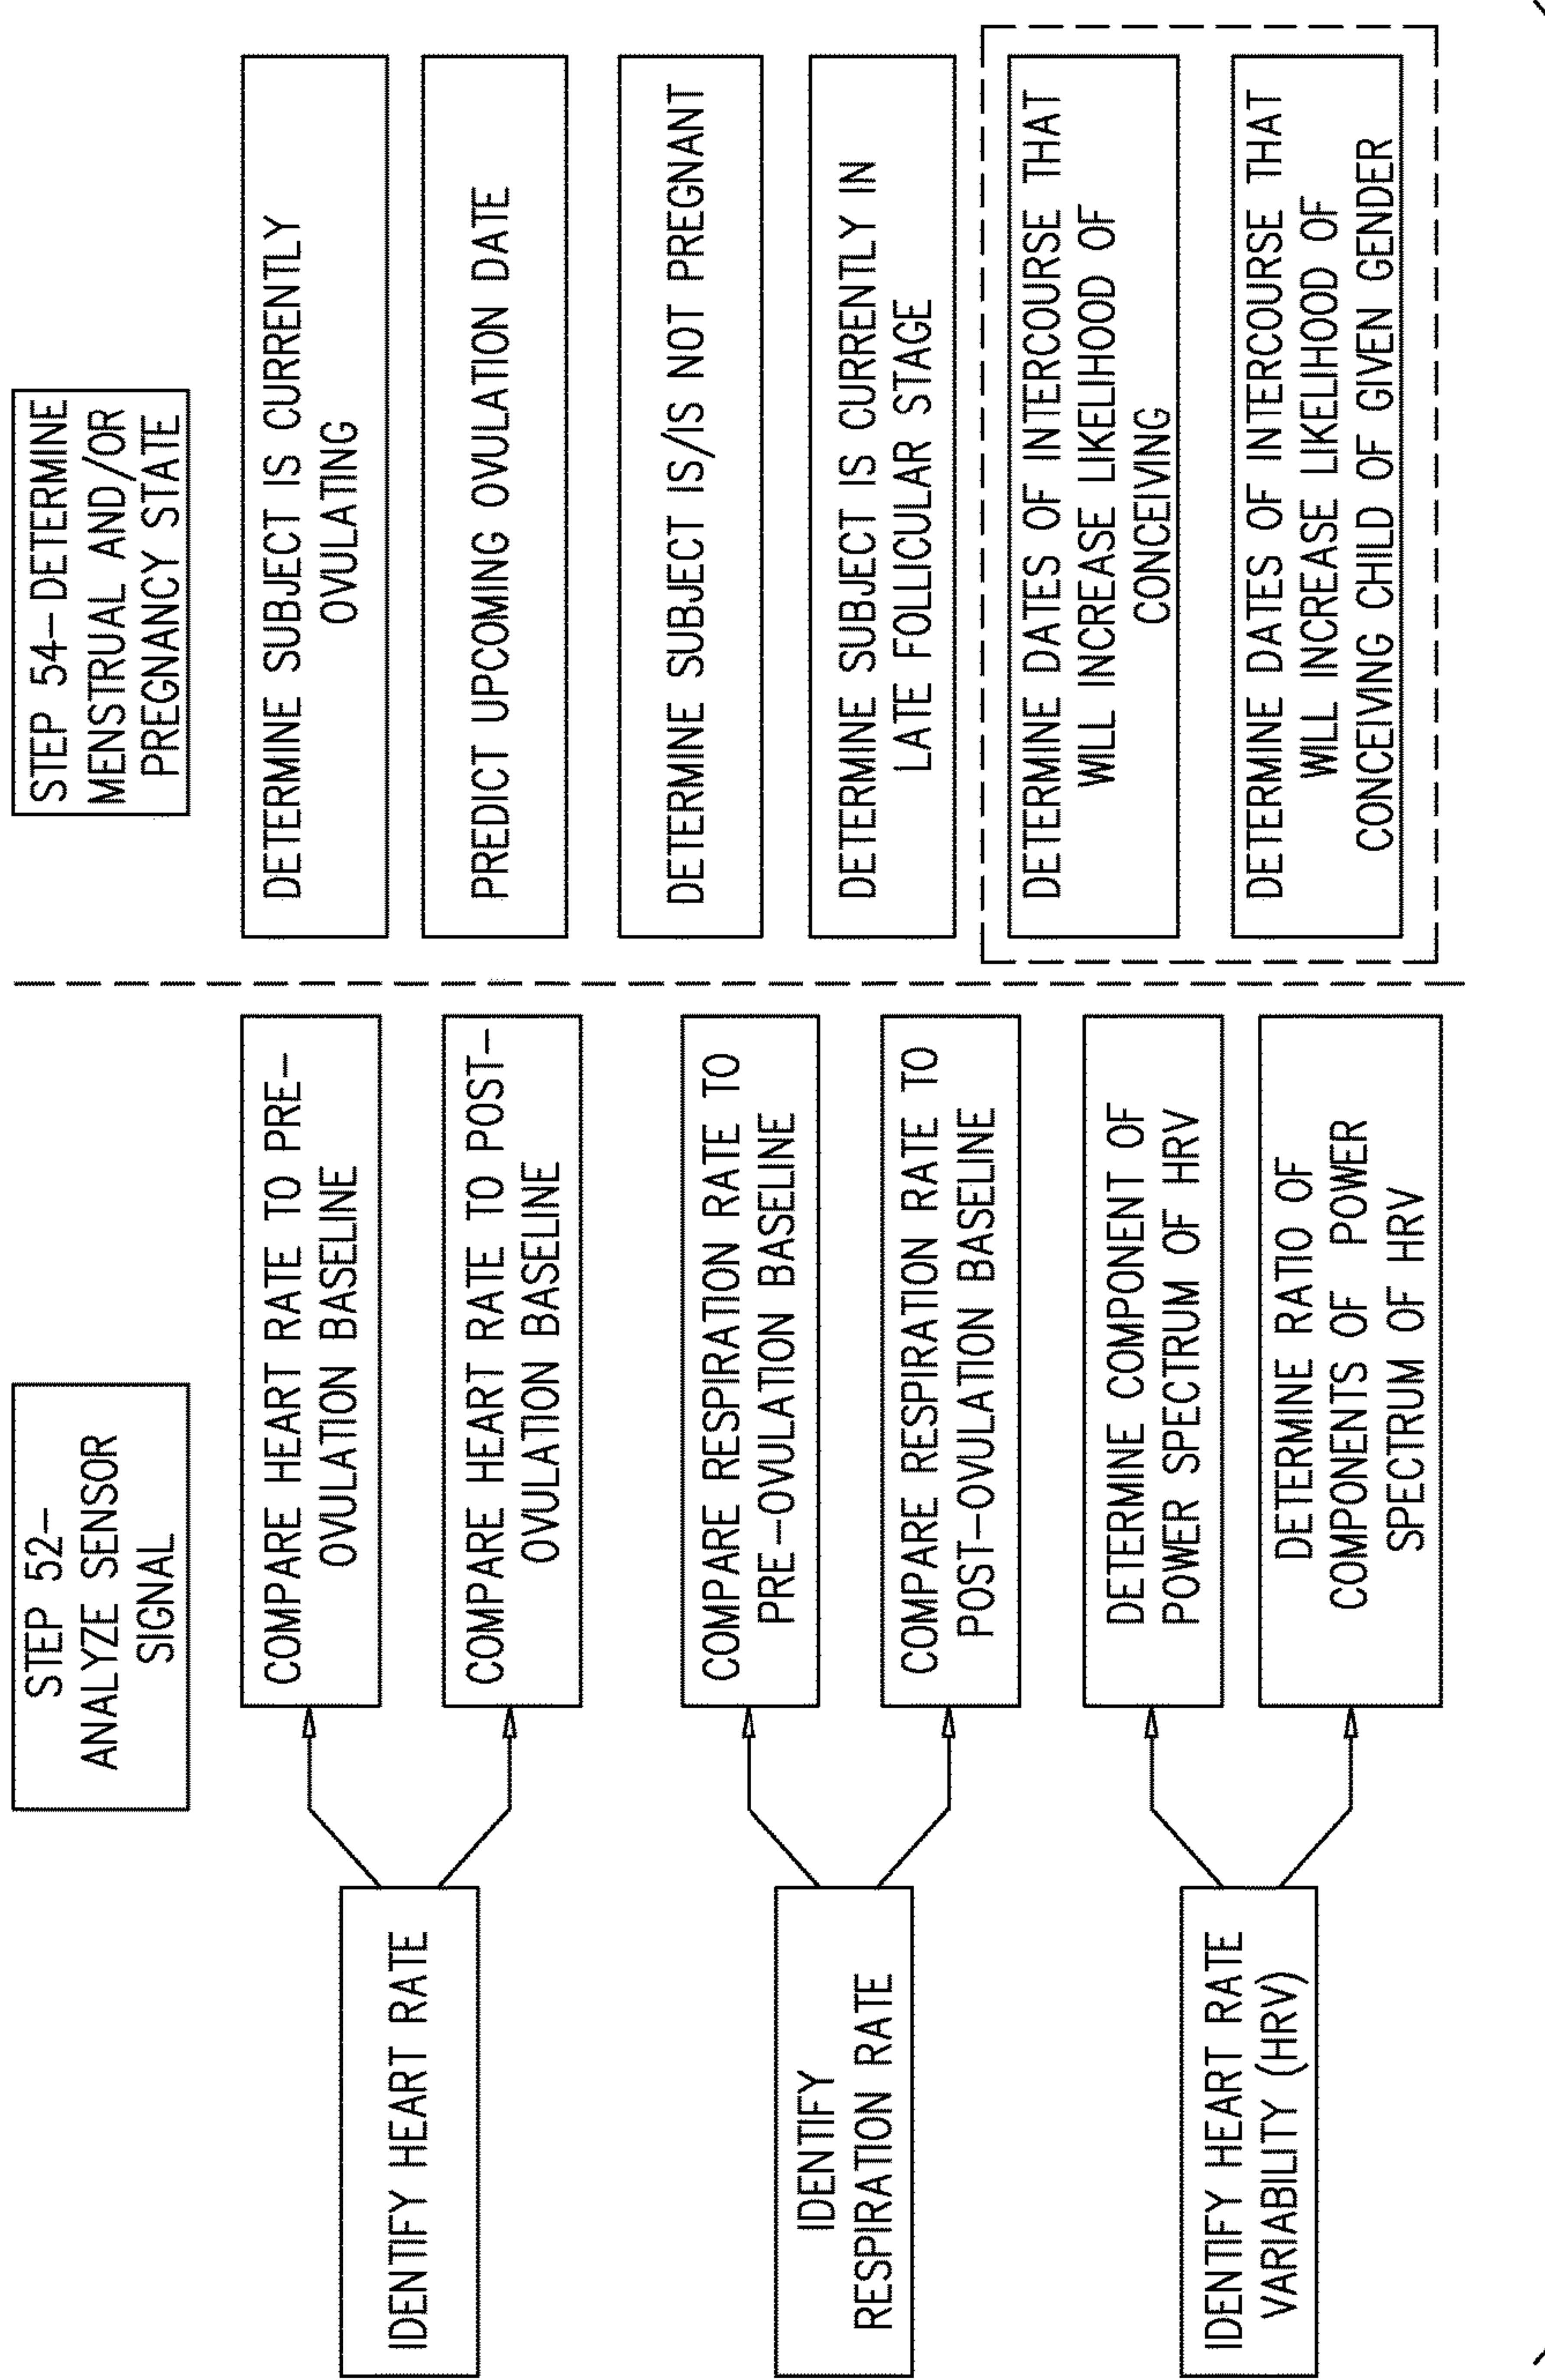 STEP 52–
ANALYZE SENSOR
SIGNAL
IDENTIFY HEART RATE
COMPARE HEART RATE TO PRE–
OVULATION BASELINE
COMPARE HEART RATE TO POST–
OVULATION BASELINE
IDENTIFY
RESPIRATION RATE
COMPARE RESPIRATION RATE TO
PRE–OVULATION BASELINE
COMPARE RESPIRATION RATE TO
POST–OVULATION BASELINE
IDENTIFY HEART RATE
VARIABILITY (HRV)
DETERMINE COMPONENT OF
POWER SPECTRUM OF HRV
DETERMINE RATIO OF
COMPONENTS OF POWER
SPECTRUM OF HRV
STEP 54–DETERMINE
MENSTRUAL AND/OR
PREGNANCY STATE
DETERMINE SUBJECT IS CURRENTLY
OVULATING
PREDICT UPCOMING OVULATION DATE
DETERMINE SUBJECT IS/IS NOT PREGNANT
DETERMINE SUBJECT IS CURRENTLY IN
LATE FOLLICULAR STAGE
DETERMINE DATES OF INTERCOURSE THAT
WILL INCREASE LIKELIHOOD OF
CONCEIVING
DETERMINE DATES OF INTERCOURSE THAT
WILL INCREASE LIKELIHOOD OF
CONCEIVING CHILD OF GIVEN GENDER